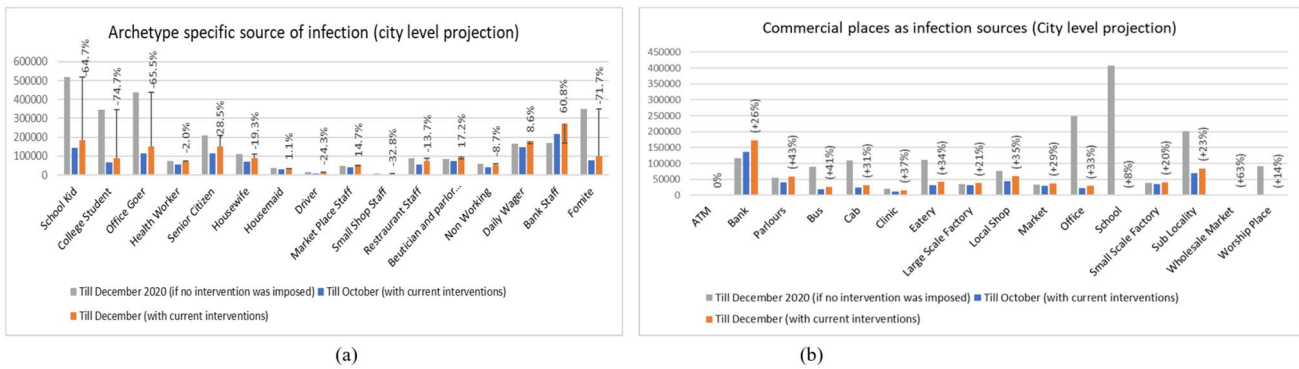 Archetype specific source of infection (city level projection)
600000
500000
400000
300000
200000
100000
0
-64.7%
-74.7%
-65.5%
-2.0%
-28.5%
-19.3%
1.1%
-24.3%
14.7%
-32.8%
-13.7%
17.2%
-8.7%
8.6%
60.8%
-71.7%
School Kid
College Student
Office Goer
Health Worker
Senior Citizen
Housewife
Housemaid
Driver
Market Place Staff
Small Shop Staff
Restraurant Staff
Beutician and parlor...
Non Working
Daily Wager
Bank Staff
Fomite
Till December 2020 (if no intervention was imposed)
Till October (with current interventions)
Till December (with current interventions)
(a)
Commercial places as infection sources (City level projection)
450000
400000
350000
300000
250000
200000
150000
100000
50000
0
0%
(+26%)
(+43%)
(+41%)
(+31%)
(+37%)
(+34%)
(+21%)
(+35%)
(+29%)
(+33%)
(+8%)
(+20%)
(+23%)
(+63%)
(+14%)
ATM
Bank
Parlours
Bus
Cab
Clinic
Eatery
Large Scale Factory
Local Shop
Market
Office
School
Small Scale Factory
Sub Locality
Wholesale Market
Worship Place
Till December 2020 (if no intervention was imposed)
Till October (with current interventions)
Till December (with current interventions)
(b)